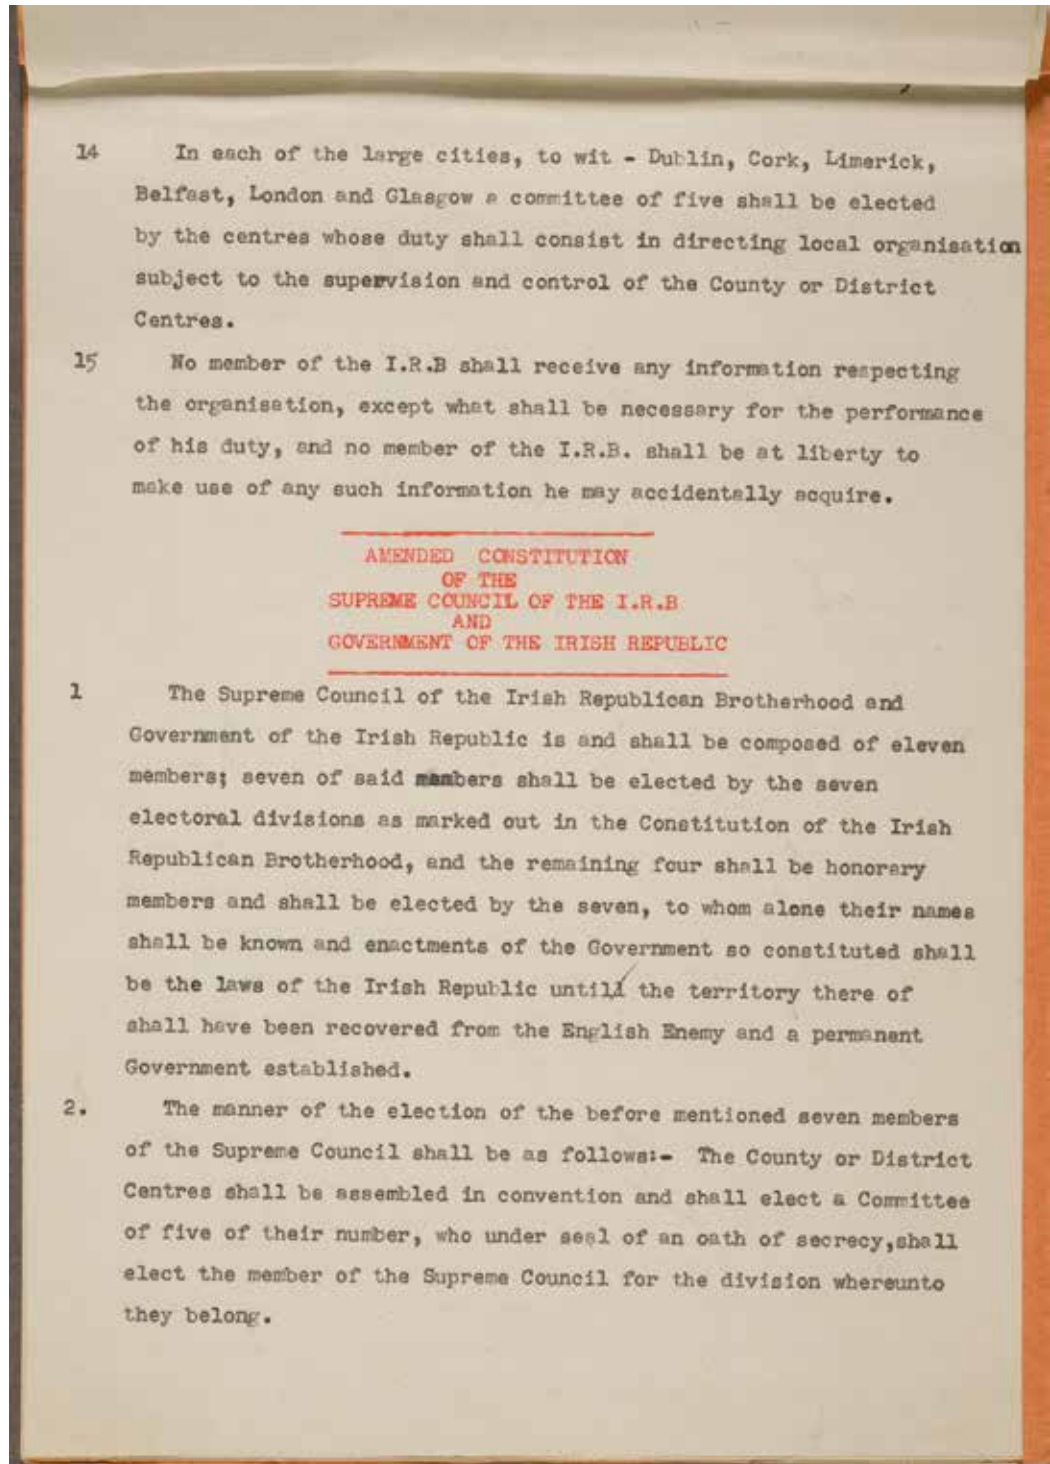 14 In each of the large cities, to wit - Dublin, Cork, Limerick,
Belfast, London and Glasgow a committee of five shall be elected
by the centres whose duty shall consist in directing local organisation
subject to the supervision and control of the County or District
Centres.
15 No member of the I.R.B shall receive any information respecting
the organisation, except what shall be necessary for the performance
of his duty, and no member of the I.R.B. shall be at liberty to
make use of any such information he may accidentally acquire.
AMENDED CONSTITUTION
OF THE
SUPREME COUNCIL OF THE I.R.B
AND
GOVERNMENT OF THE IRISH REPUBLIC
1 The Supreme Council of the Irish Republican Brotherhood and
Government of the Irish Republic is and shall be composed of eleven
members; seven of said members shall be elected by the seven
electoral divisions as marked out in the Constitution of the Irish
Republican Brotherhood, and the remaining four shall be honorary
members and shall be elected by the seven, to whom alone their names
shall be known and enactments of the Government so constituted shall
be the laws of the Irish Republic untill the territory there of
shall have been recovered from the English Enemy and a permanent
Government established.
2. The manner of the election of the before mentioned seven members
of the Supreme Council shall be as follows:- The County or District
Centres shall be assembled in convention and shall elect a Committee
of five of their number, who under seal of an oath of secrecy,shall
elect the member of the Supreme Council for the division whereunto
they belong.